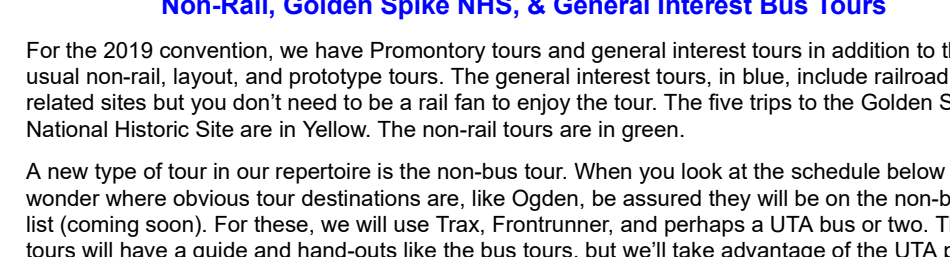 Non-Rail, Golden Spike NHS, & General Interest Bus Tours
For the 2019 convention, we have Promontory tours and general interest tours in addition to
usual non-rail, layout, and prototype tours. The general interest tours, in blue, include railroad
related sites but you don’t need to be a rail fan to enjoy the tour. The five trips to the Golden
National Historic Site are in Yellow. The non-rail tours are in green.
A new type of tour in our repertoire is the non-bus tour. When you look at the schedule below
wonder where obvious tour destinations are, like Ogden, be assured they will be on the
list (coming soon). For these, we will use Trax, Frontrunner, and perhaps a UTA bus or two.
tours will have a guide and hand-outs like the bus tours, but we’ll take advantage of the UTA